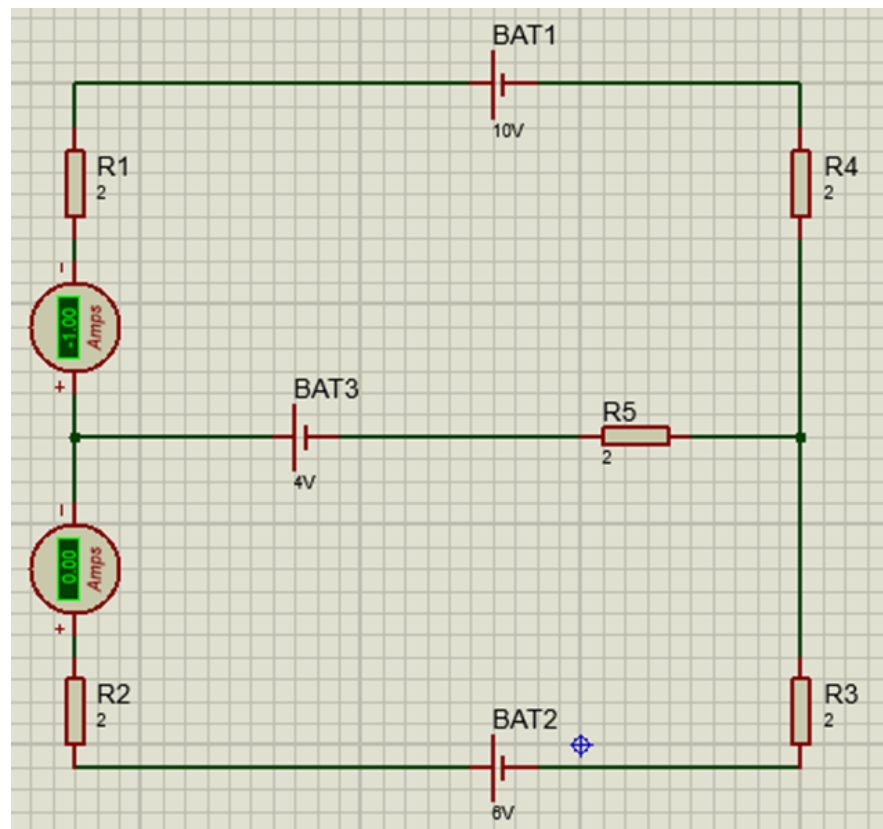 BAT1
10V
R1
2
R4
2
-
-1.00
Amps
+
BAT3
4V
R5
2
-
0.00
Amps
+
R2
2
R3
2
BAT2
6V